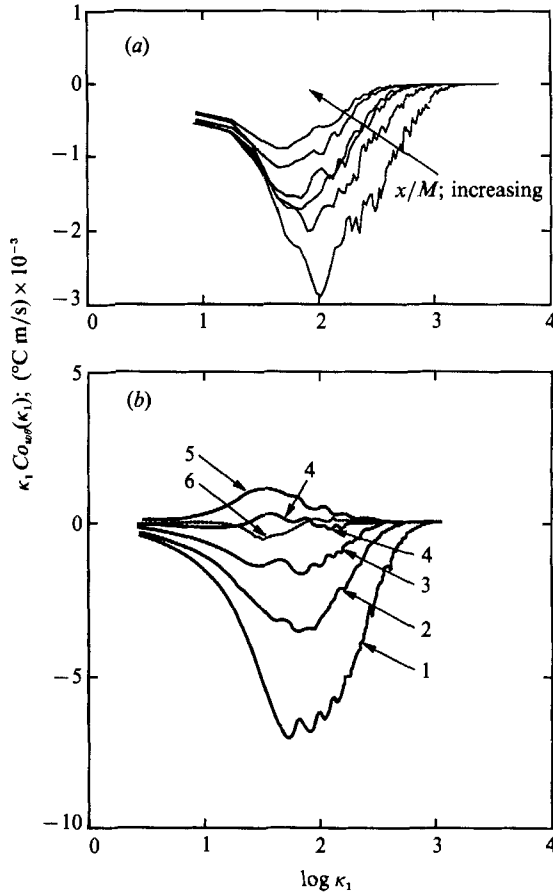 (a)
1
0
−1
−2
−3
x/M; increasing
0 1 2 3 4
κ₁ Co_wθ(κ₁); (°C m/s) × 10⁻³
(b)
5
0
−5
−10
5
4
6
4
3
2
1
0 1 2 3 4
log κ₁